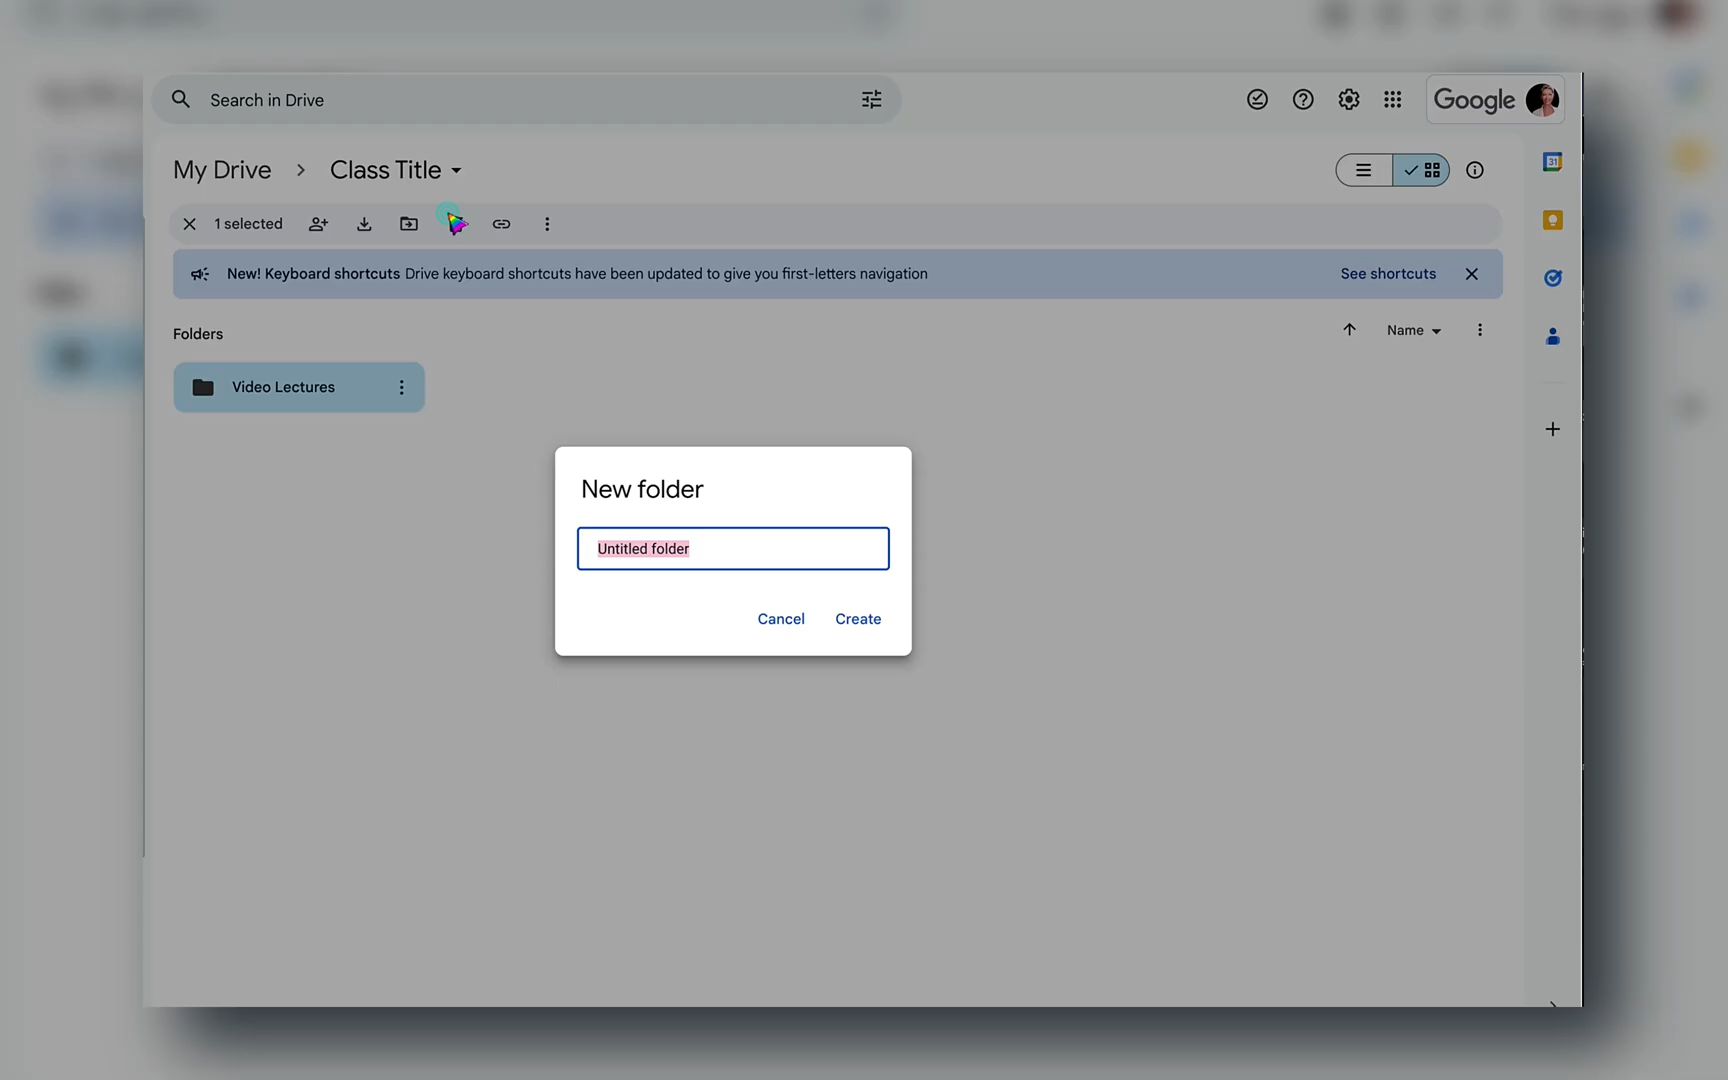 Search in Drive
Google
My Drive
Class Title
1 selected
New! Keyboard shortcuts Drive keyboard shortcuts have been updated to give you first-letters navigation
See shortcuts
31
Folders
Name
Video Lectures
New folder
Untitled folder
Cancel
Create